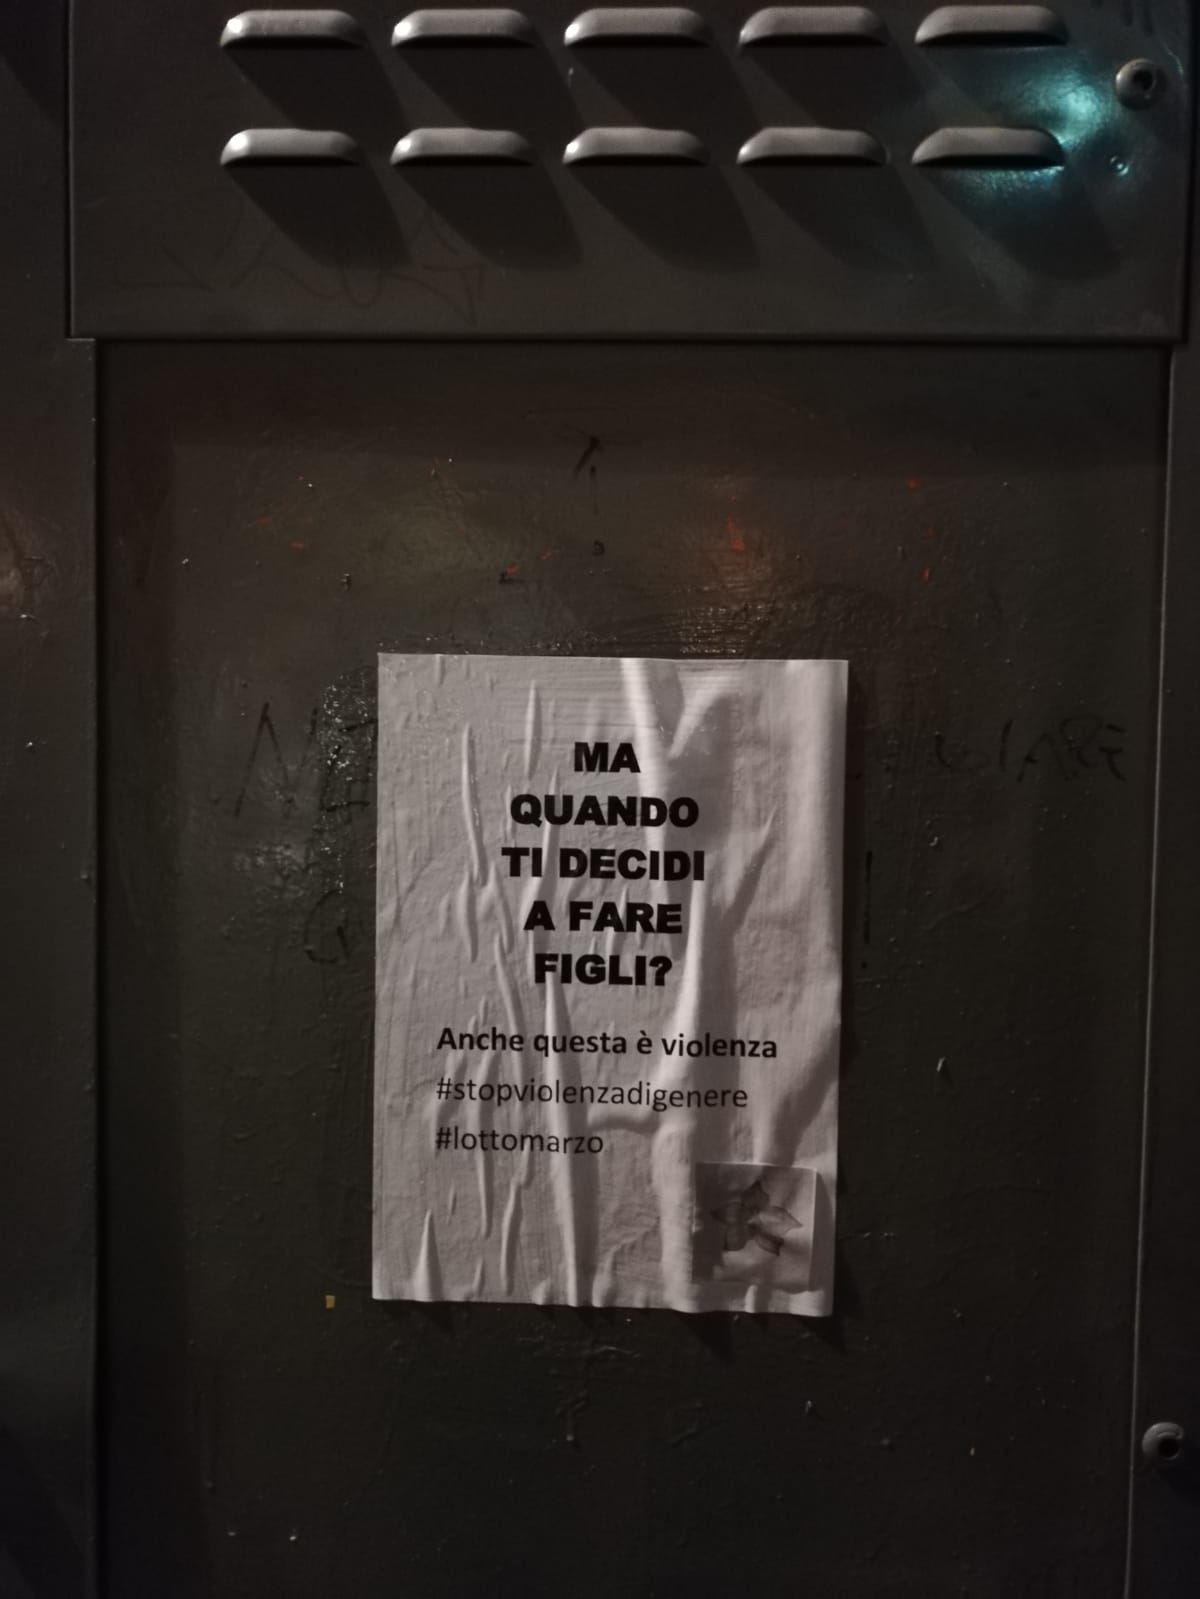 MA
QUANDO
TI DECIDI
A FARE
FIGLI?
Anche questa è violenza
#stopviolenzadigenere
#lottomarzo